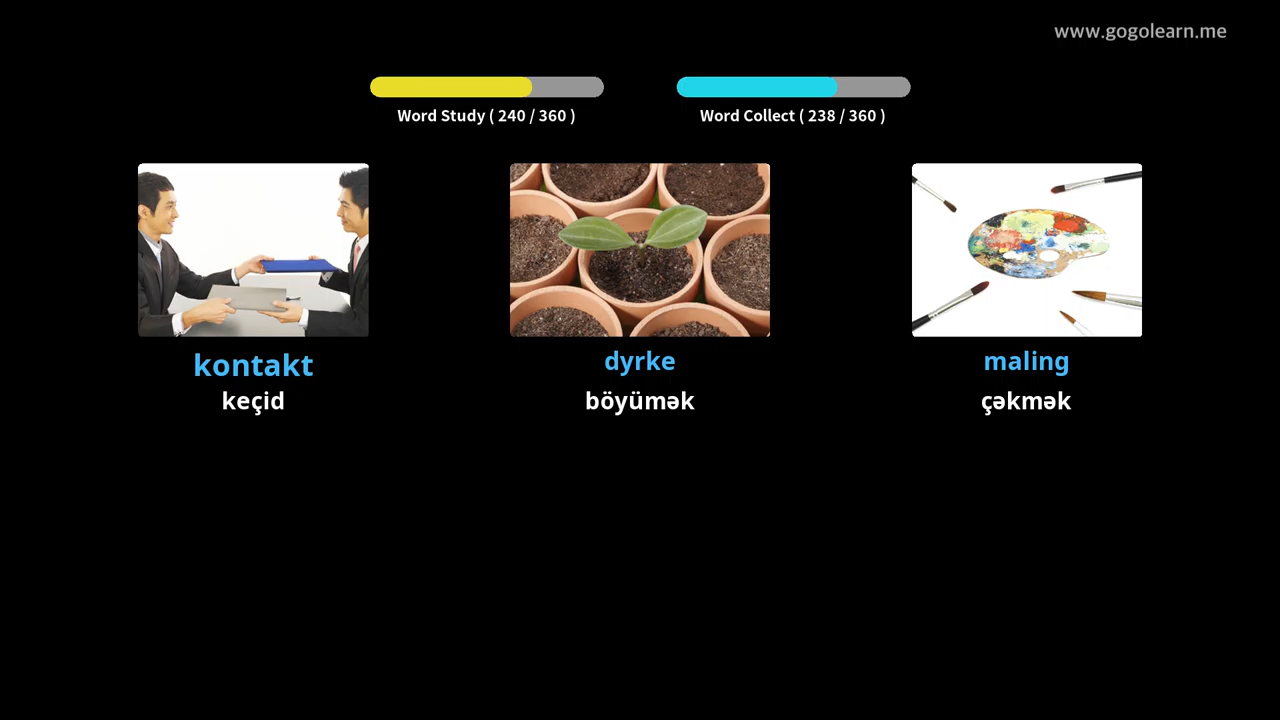 www.gogolearn.me
Word Study ( 240 / 360 )
Word Collect ( 238 / 360 )
kontakt
keçid
dyrke
böyümək
maling
çəkmək